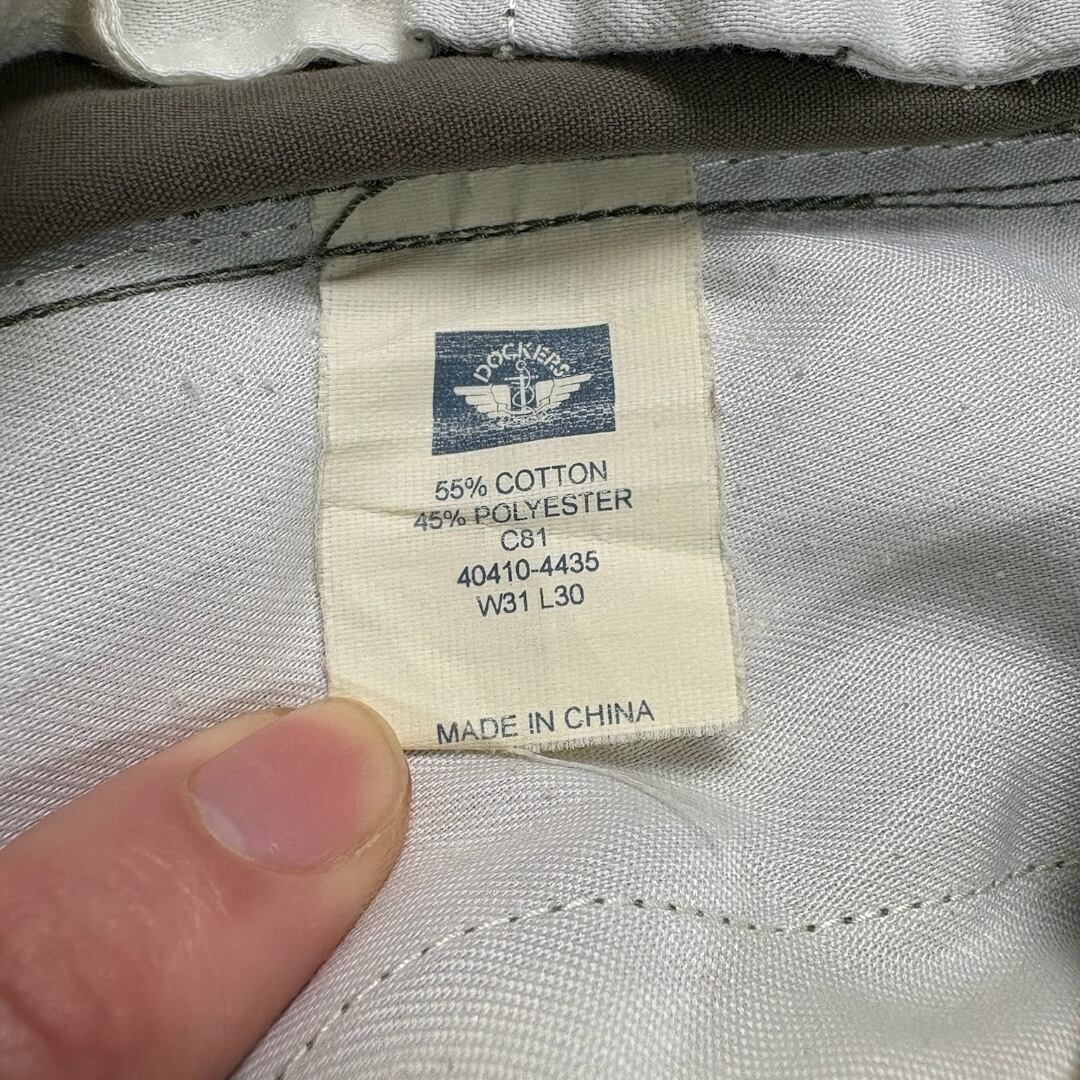 DOCKERS
55% COTTON
45% POLYESTER
C81
40410-4435
W31 L30
MADE IN CHINA